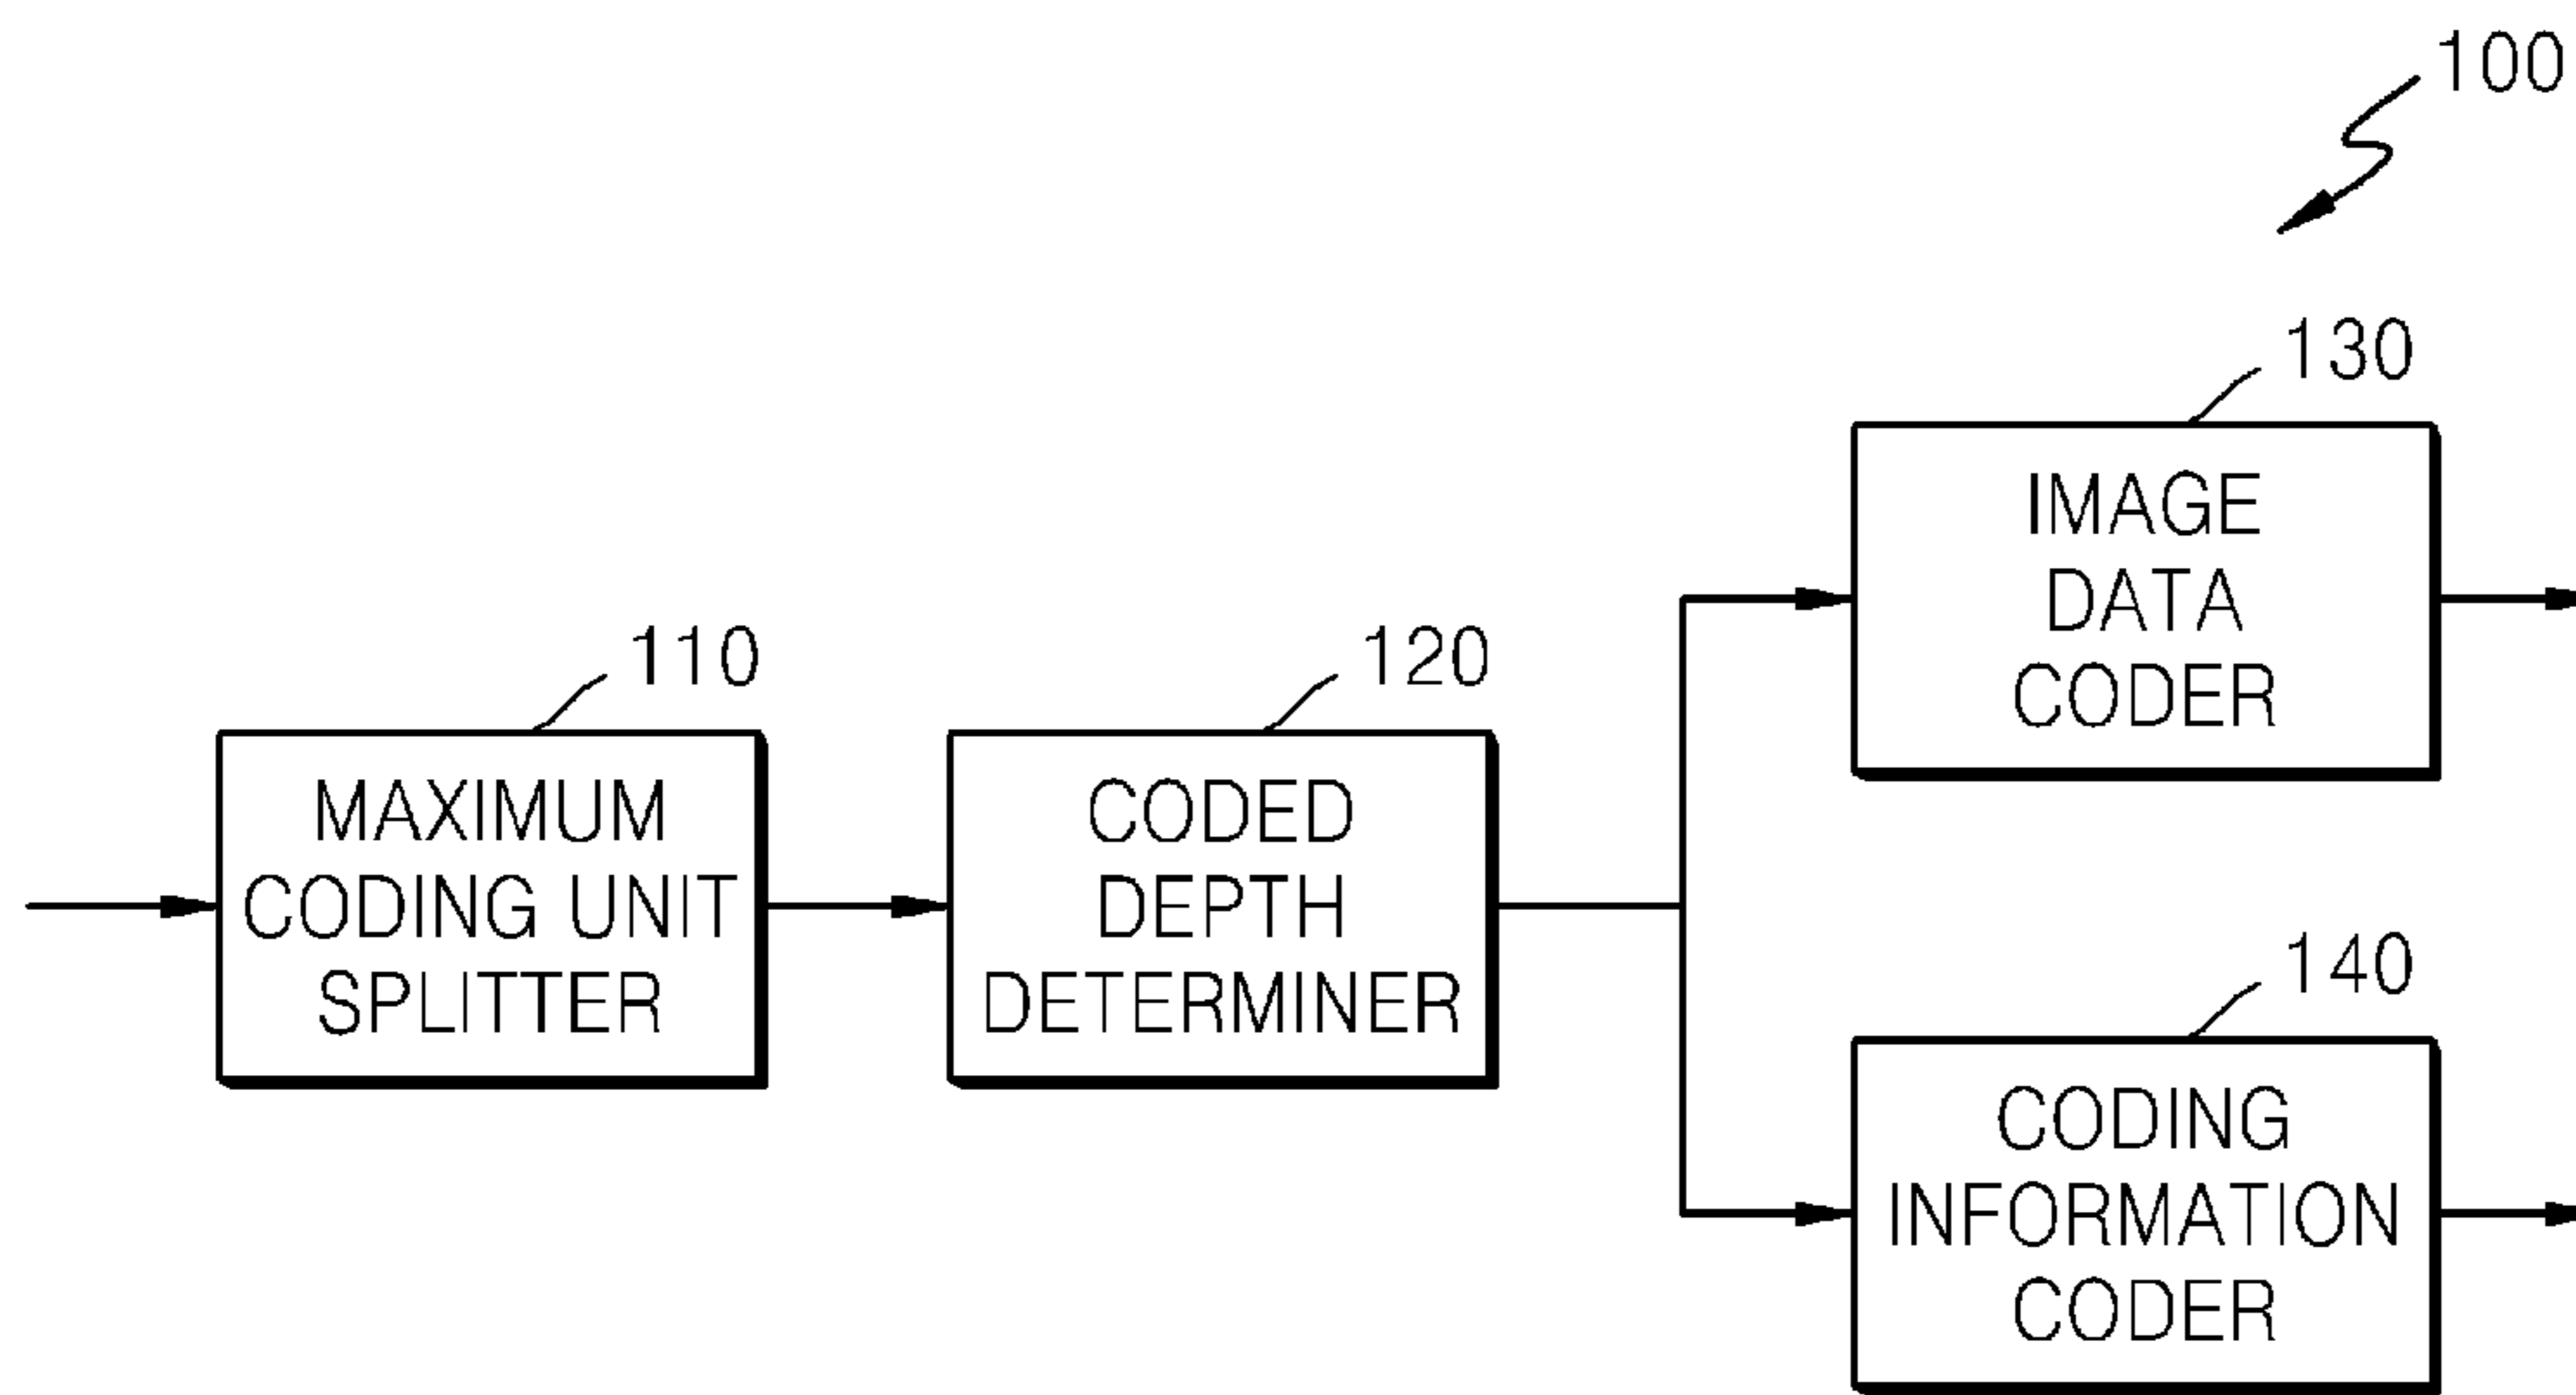 100
110
MAXIMUM
CODING UNIT
SPLITTER
120
CODED
DEPTH
DETERMINER
130
IMAGE
DATA
CODER
140
CODING
INFORMATION
CODER